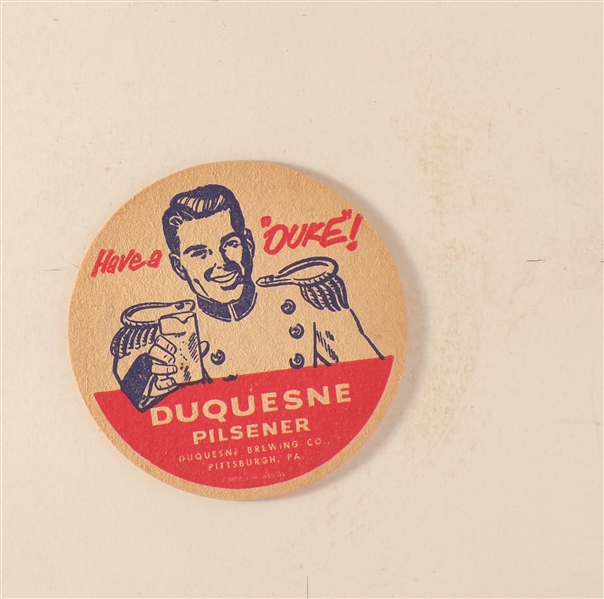 Have a "DUKE"!
DUQUESNE
PILSENER
DUQUESNE BREWING CO.,
PITTSBURGH, PA.